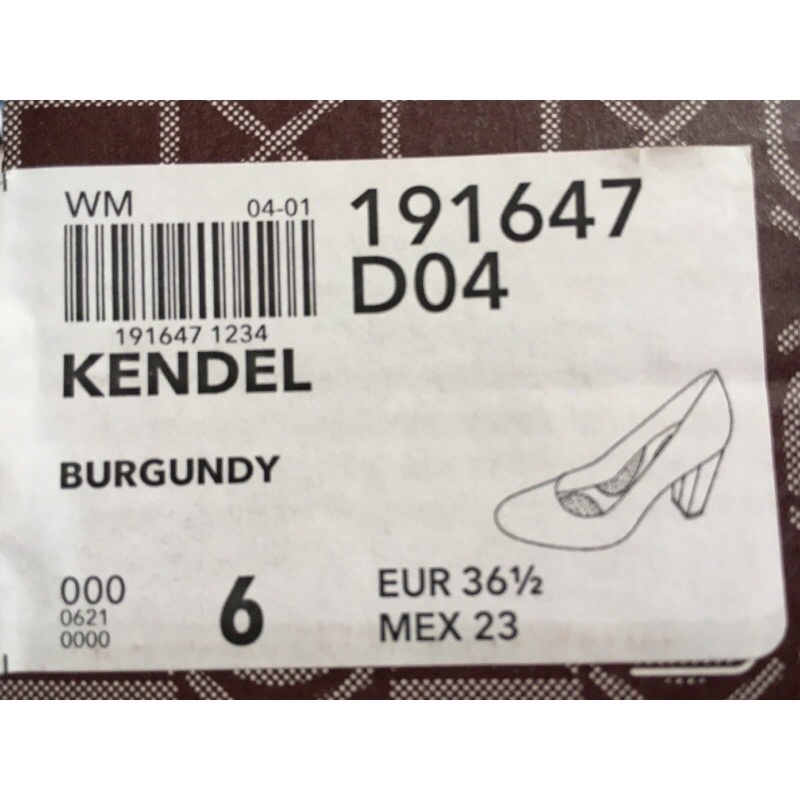 WM 04-01
191647 1234
191647
D04
KENDEL
BURGUNDY
000
0621
0000
6
EUR 36½
MEX 23